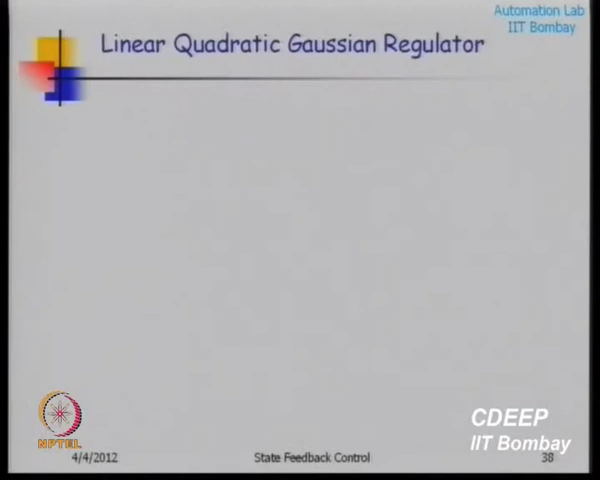 Automation Lab
IIT Bombay
Linear Quadratic Gaussian Regulator
NPTEL
CDEEP
IIT Bombay
4/4/2012
State Feedback Control
38